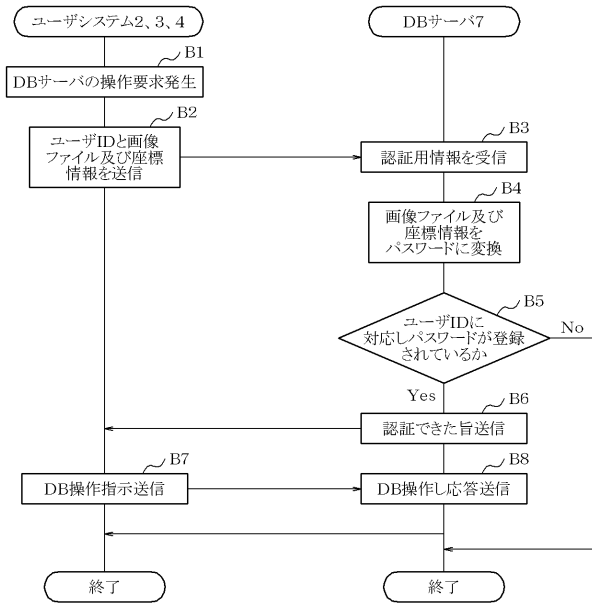 ユーザシステム2、3、4
DBサーバ7
B1
DBサーバの操作要求発生
B2
ユーザIDと画像
ファイル及び座標
情報を送信
B3
認証用情報を受信
B4
画像ファイル及び
座標情報を
パスワードに変換
B5
ユーザIDに
対応しパスワードが登録
されているか
No
Yes
B6
認証できた旨送信
B7
DB操作指示送信
B8
DB操作し応答送信
終了
終了